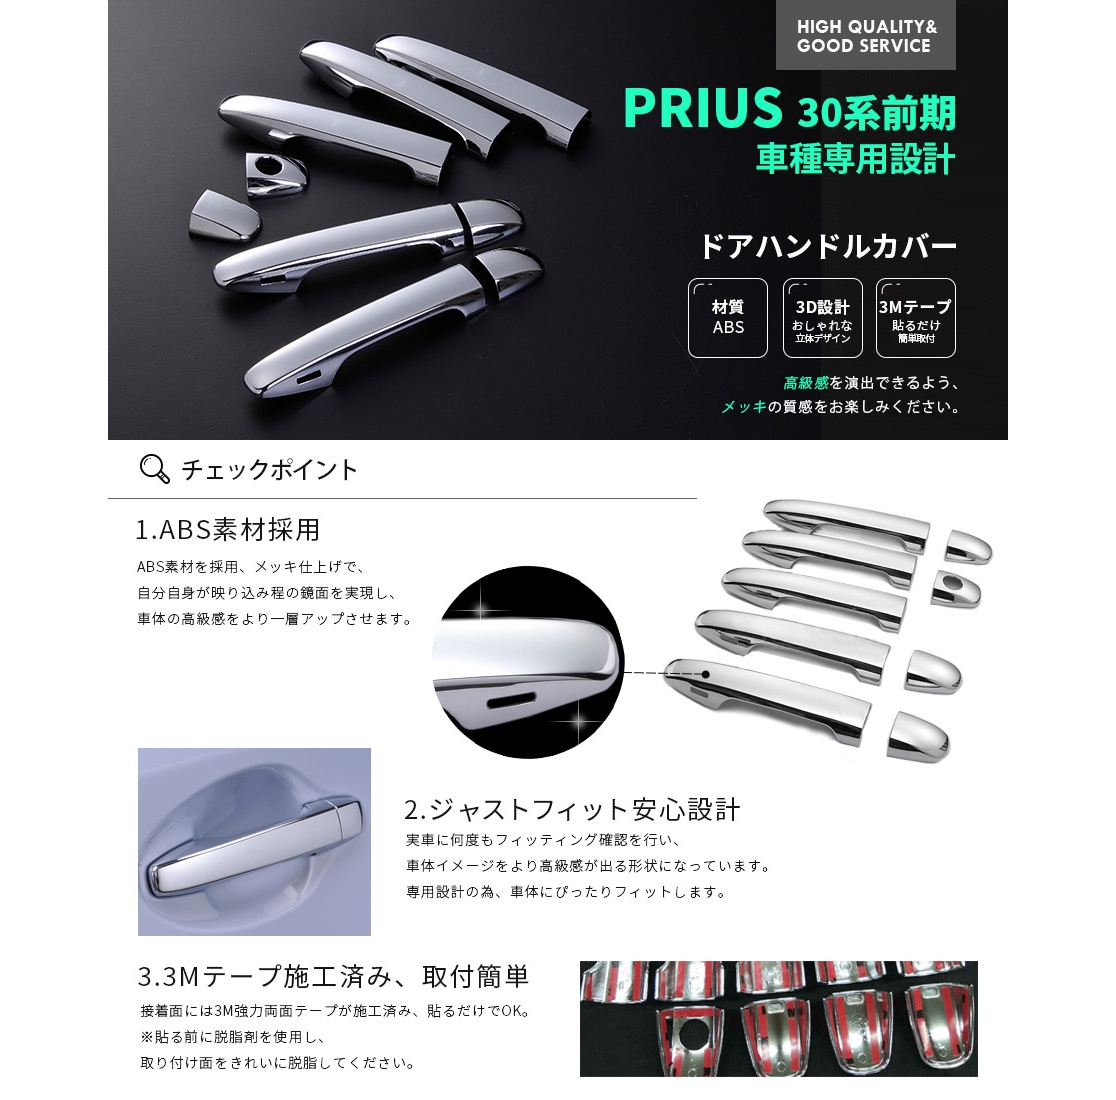 HIGH QUALITY&
GOOD SERVICE
PRIUS 30系前期
車種専用設計
ドアハンドルカバー
材質
ABS
3D設計
おしゃれな
立体デザイン
3Mテープ
貼るだけ
簡単取付
高級感を演出できるよう、
メッキの質感をお楽しみください。
チェックポイント
1.ABS素材採用
ABS素材を採用、メッキ仕上げで、
自分自身が映り込み程の鏡面を実現し、
車体の高級感をより一層アップさせます。
2.ジャストフィット安心設計
実車に何度もフィッティング確認を行い、
車体イメージをより高級感が出る形状になっています。
専用設計の為、車体にぴったりフィットします。
3.3Mテープ施工済み、取付簡単
接着面には3M強力両面テープが施工済み、貼るだけでOK。
※貼る前に脱脂剤を使用し、
取り付け面をきれいに脱脂してください。